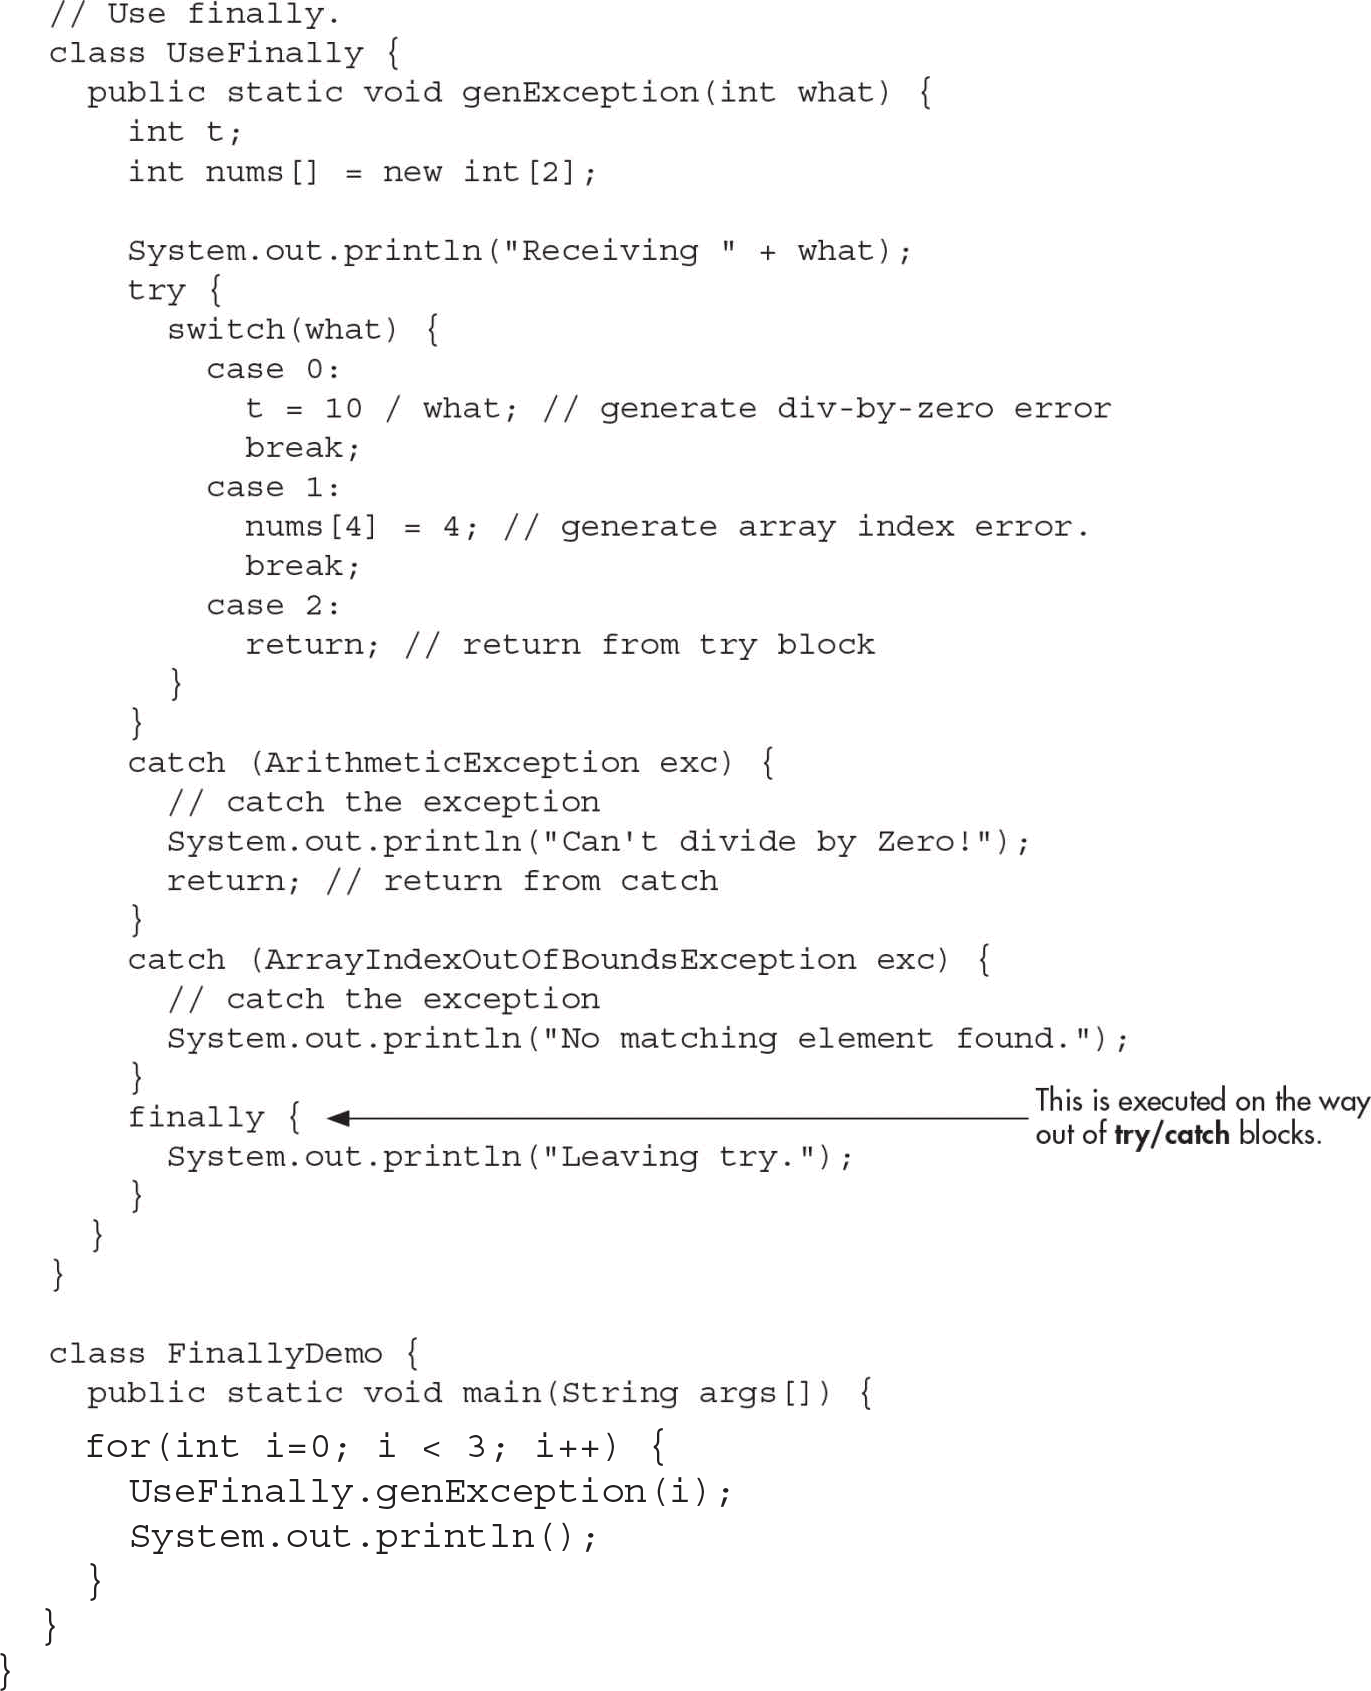 // Use finally.
class UseFinally {
  public static void genException(int what) {
    int t;
    int nums[] = new int[2];

    System.out.println("Receiving " + what);
    try {
      switch(what) {
        case 0:
          t = 10 / what; // generate div-by-zero error
          break;
        case 1:
          nums[4] = 4; // generate array index error.
          break;
        case 2:
          return; // return from try block
      }
    }
    catch (ArithmeticException exc) {
      // catch the exception
      System.out.println("Can't divide by Zero!");
      return; // return from catch
    }
    catch (ArrayIndexOutOfBoundsException exc) {
      // catch the exception
      System.out.println("No matching element found.");
    }
    finally {
This is executed on the way
out of try/catch blocks.
      System.out.println("Leaving try.");
    }
  }
}

class FinallyDemo {
  public static void main(String args[]) {
  for(int i=0; i < 3; i++) {
    UseFinally.genException(i);
    System.out.println();
  }
}
}